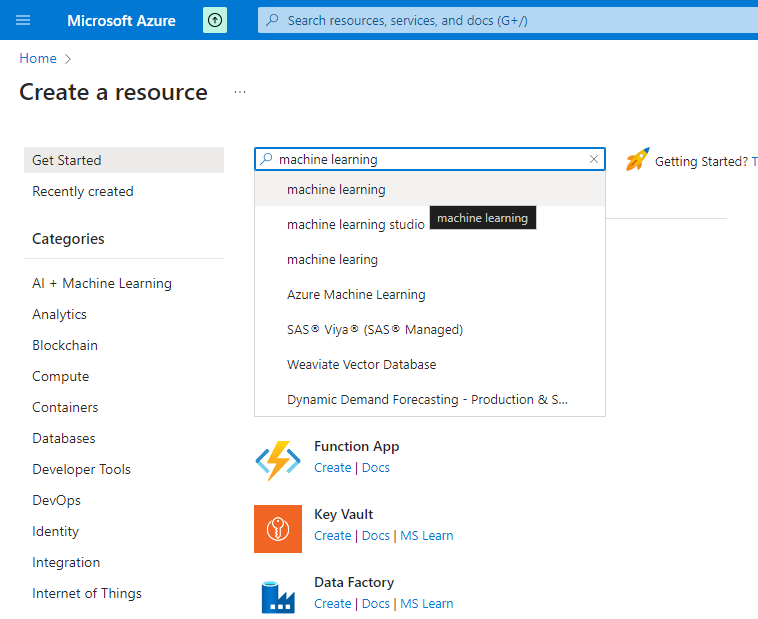 Microsoft Azure
Search resources, services, and docs (G+/)
Home
Create a resource
...
Get Started
Recently created
Categories
AI + Machine Learning
Analytics
Blockchain
Compute
Containers
Databases
Developer Tools
DevOps
Identity
Integration
Internet of Things
machine learning
machine learning
machine learning studio
machine learning
machine learing
Azure Machine Learning
SAS® Viya® (SAS® Managed)
Weaviate Vector Database
Dynamic Demand Forecasting - Production & S...
Getting Started? T
Function App
Create | Docs
Key Vault
Create | Docs | MS Learn
Data Factory
Create | Docs | MS Learn